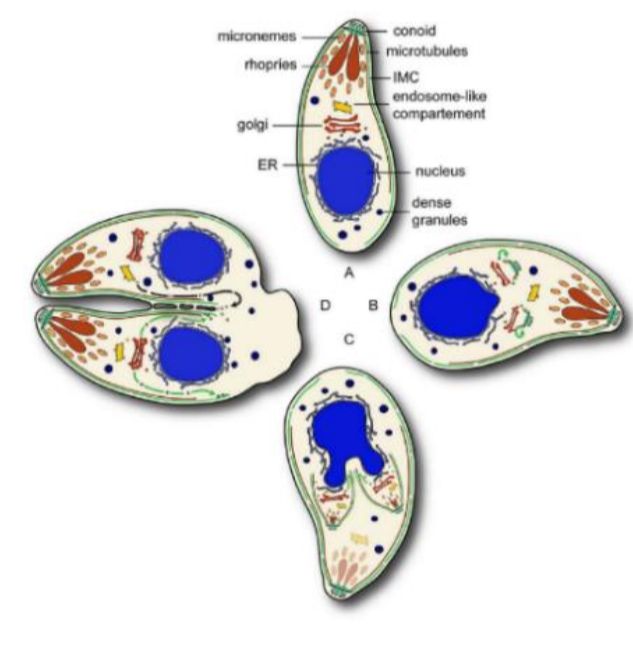 micronemes
conoid
microtubules
rhopries
IMC
endosome-like
compartement
golgi
ER
nucleus
dense
granules
A
D
B
C